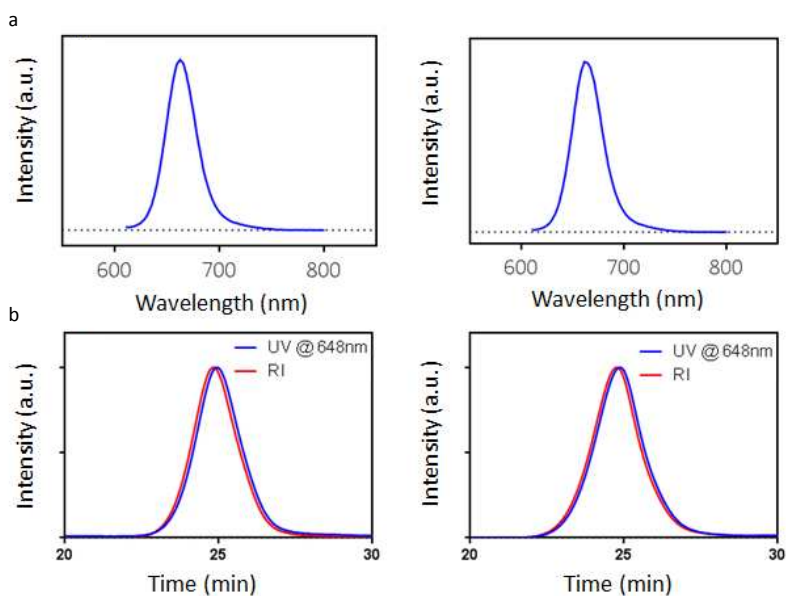 a
Intensity (a.u.)
600 700 800
Wavelength (nm)
Intensity (a.u.)
600 700 800
Wavelength (nm)
b
Intensity (a.u.)
UV @ 648nm
RI
20 25 30
Time (min)
Intensity (a.u.)
UV @ 648nm
RI
20 25 30
Time (min)